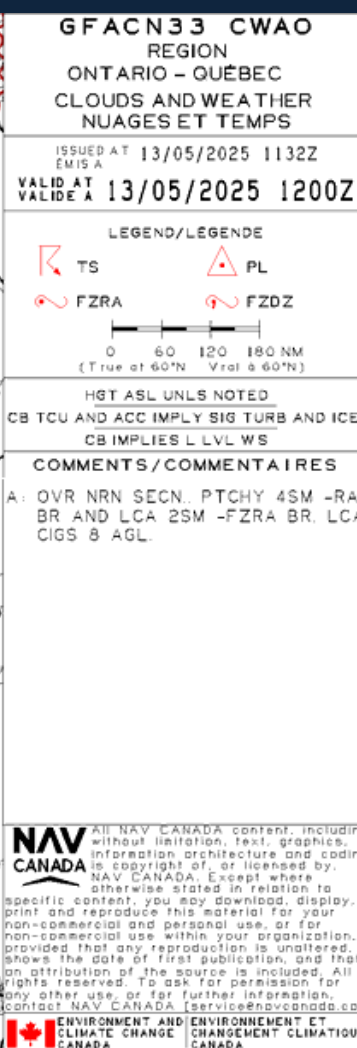 GFACN33 CWAO
REGION
ONTARIO – QUÉBEC
CLOUDS AND WEATHER
NUAGES ET TEMPS
ISSUED AT 13/05/2025 1132Z
ÉMIS A
VALID AT 13/05/2025 1200Z
VALIDE À
LEGEND/LÉGENDE
TS PL
FZRA FZDZ
0 60 120 180 NM
(True at 60°N Vrai à 60°N)
HGT ASL UNLS NOTED
CB TCU AND ACC IMPLY SIG TURB AND ICE
CB IMPLIES L LVL WS
COMMENTS/COMMENTAIRES
A: OVR NRN SECN.. PTCHY 4SM -RA
BR AND LCA 2SM -FZRA BR. LCA
CIGS 8 AGL.
NAV CANADA
All NAV CANADA content, includin
without limitation, text, graphics,
information architecture and codin
is copyright of, or licensed by,
NAV CANADA. Except where
otherwise stated in relation to
specific content, you may download, display,
print and reproduce this material for your
non-commercial and personal use, or for
non-commercial use within your organization,
provided that any reproduction is unaltered,
shows the date of first publication, and that
an attribution of the source is included. All
rights reserved. To ask for permission for
any other use, or for further information,
contact NAV CANADA [service@navcanada.ca
ENVIRONMENT AND
CLIMATE CHANGE
CANADA
ENVIRONNEMENT ET
CHANGEMENT CLIMATIQU
CANADA